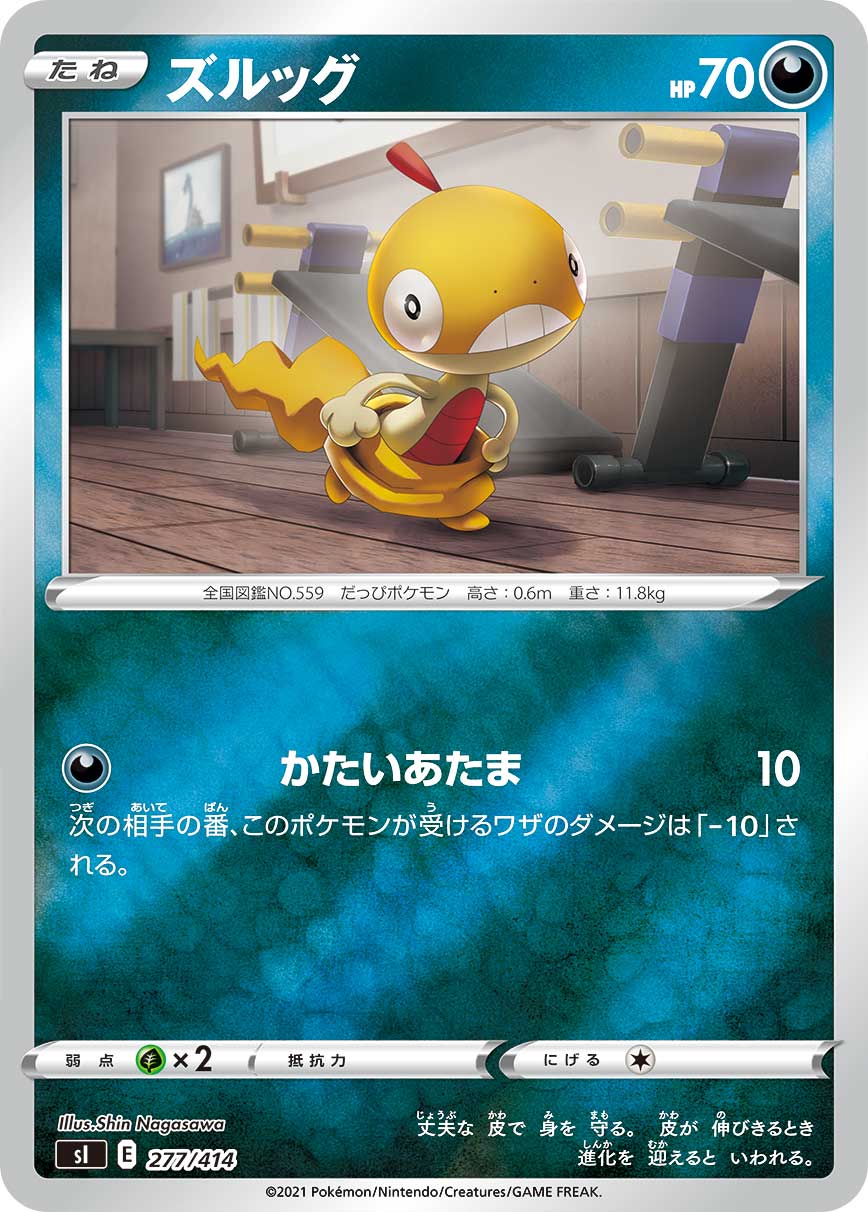 たね ズルッグ HP70
全国図鑑NO.559 だっぴポケモン 高さ:0.6m 重さ:11.8kg
かたいあたま 10
次の相手の番、このポケモンが受けるワザのダメージは「-10」さ
れる。
弱点 ×2 抵抗力 にげる
Illus.Shin Nagasawa
sI E 277/414
丈夫な 皮で 身を 守る。 皮が 伸びきるとき
進化を 迎えると いわれる。
©2021 Pokémon/Nintendo/Creatures/GAME FREAK.